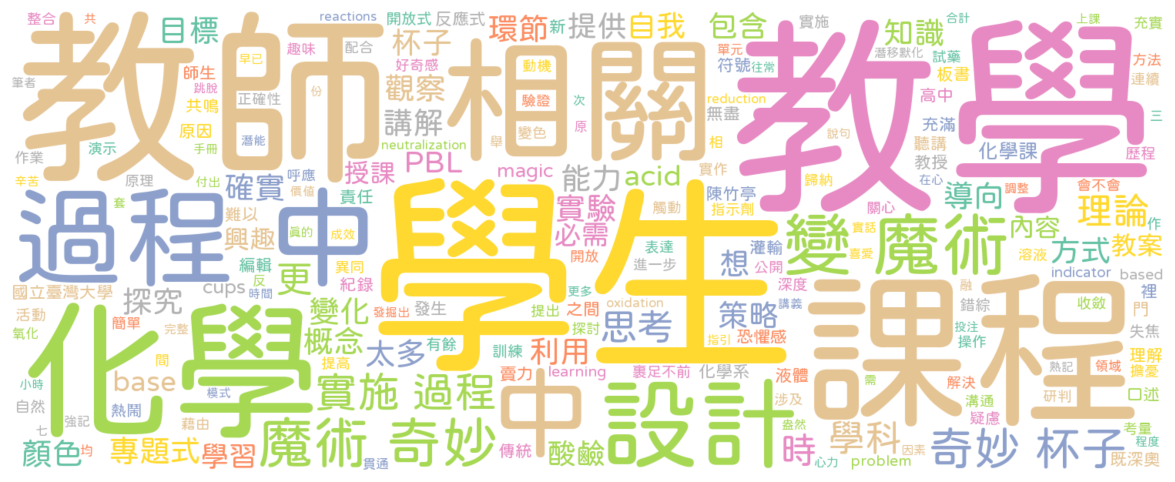 整合 共 目標 教師 reactions 趣味 開放式 反應式 配合 杯子 環節 新 提供 自我 包含 實施 知識 合計 上課 充實
筆者 師生 跳脫 早已 好奇感 相關 動機 教學 潛移默化 試藥 單元 往常 符號 板書 方法 連續
共鳴 正確性 份 觀察 驗證 次 reduction 無盡 高中 三
原因 手冊 演示 潛能 講解 變色 舉 原 相 說句 充滿 聽講 化學課 歷程
作業 原理 neutralization 實作 教授 在心
辛苦 付出 呼應 授課 PBL magic 能力 acid 陳竹亭 歸納 關心 導向 調整 會不會
過程 中 套 確實 價值 責任 學生 實驗 觸動 指示劑 實話 喜愛 內容 理論 作
難以 興趣 真的 成效 必需 表達 灌輸 變 魔術 溶液 方式 教案
編輯 反 時間 異同 紀錄 開放 進一步 想 公開 indicator based 裡
國立臺灣大學 探究 cups 更 發掘出 發生 提出 更多 之間 oxidation 深度 講義 策略 課程 融 錯綜 收斂 門
活動 化學 變化 探討 思考 恐懼感 投注 操作 失焦
氧化 簡單 完整 概念 太多 有餘 訓練 利用 指引 熟記 領域 理解 擔憂
間 提高 base 賣力 learning 裹足不前 化學系 液體 需 解決
小時 自然 熱鬧 模式 實施 過程 中 設計 涉及 研判 溝通 口述
七 強記 藉由 盎然 疑慮 考量
顏色 均 專題式 學習 魔術 奇妙 貫通 傳統 酸鹼 時 心力 學科 因素 problem 奇妙 杯子 程度 既深奧